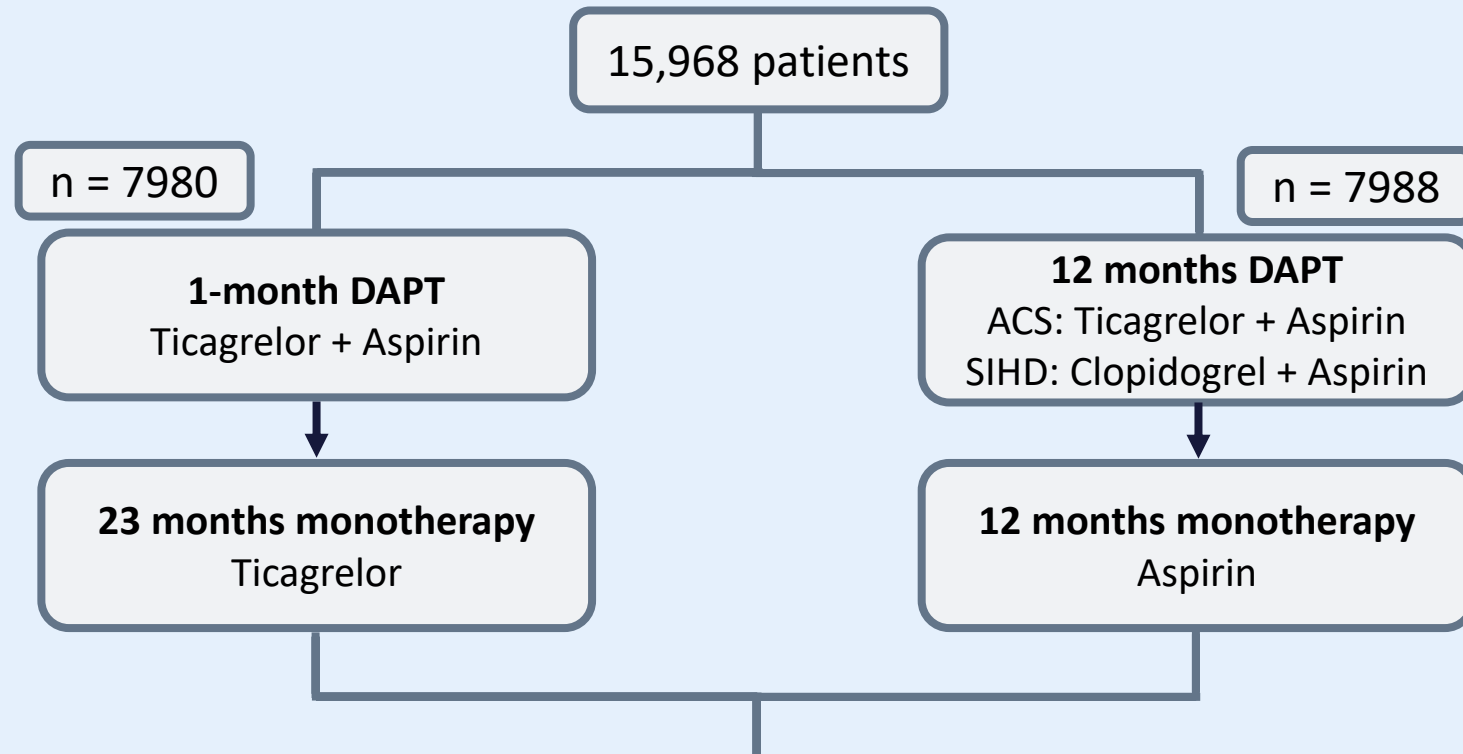 15,968 patients
n = 7980
n = 7988
1-month DAPT
Ticagrelor + Aspirin
12 months DAPT
ACS: Ticagrelor + Aspirin
SIHD: Clopidogrel + Aspirin
23 months monotherapy
Ticagrelor
12 months monotherapy
Aspirin